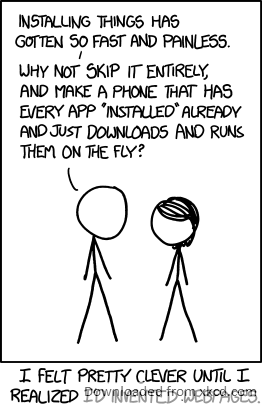 INSTALLING THINGS HAS
GOTTEN SO FAST AND PAINLESS.
WHY NOT SKIP IT ENTIRELY,
AND MAKE A PHONE THAT HAS
EVERY APP "INSTALLED" ALREADY
AND JUST DOWNLOADS AND RUNS
THEM ON THE FLY?
I FELT PRETTY CLEVER UNTIL I
REALIZED I'D INVENTED WEBPAGES.
Downloaded from xkcd.com